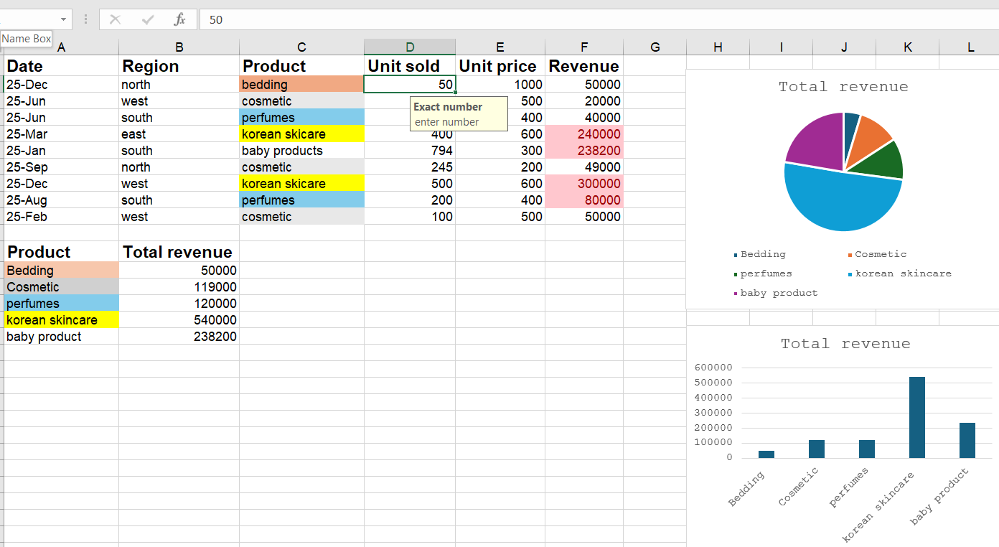 fx 50
Name Box
A B C D E F G H I J K L
Date Region Product Unit sold Unit price Revenue
25-Dec north bedding 50 1000 50000
25-Jun west cosmetic 500 20000
25-Jun south perfumes 400 40000
25-Mar east korean skicare 400 600 240000
25-Jan south baby products 794 300 238200
25-Sep north cosmetic 245 200 49000
25-Dec west korean skicare 500 600 300000
25-Aug south perfumes 200 400 80000
25-Feb west cosmetic 100 500 50000
Exact number
enter number
Product Total revenue
Bedding 50000
Cosmetic 119000
perfumes 120000
korean skincare 540000
baby product 238200
Total revenue
Bedding Cosmetic
perfumes korean skincare
baby product
Total revenue
600000
500000
400000
300000
200000
100000
0
Bedding Cosmetic perfumes korean skincare baby product